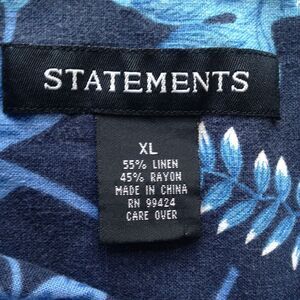 STATEMENTS
XL
55% LINEN
45% RAYON
MADE IN CHINA
RN 99424
CARE OVER